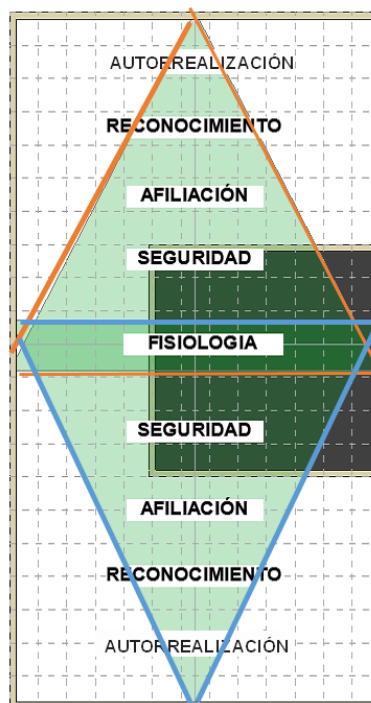 AUTORREALIZACIÓN
RECONOCIMIENTO
AFILIACIÓN
SEGURIDAD
FISIOLOGIA
SEGURIDAD
AFILIACIÓN
RECONOCIMIENTO
AUTORREALIZACIÓN